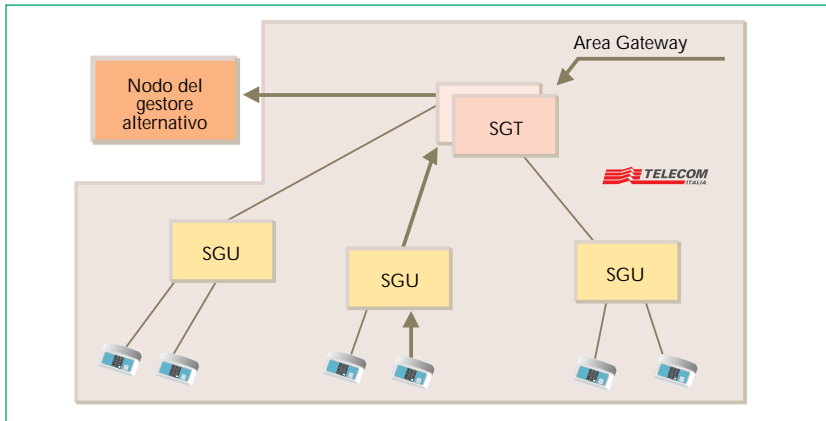 Area Gateway
Nodo del
gestore
alternativo
SGT
TELECOM
ITALIA
SGU
SGU
SGU